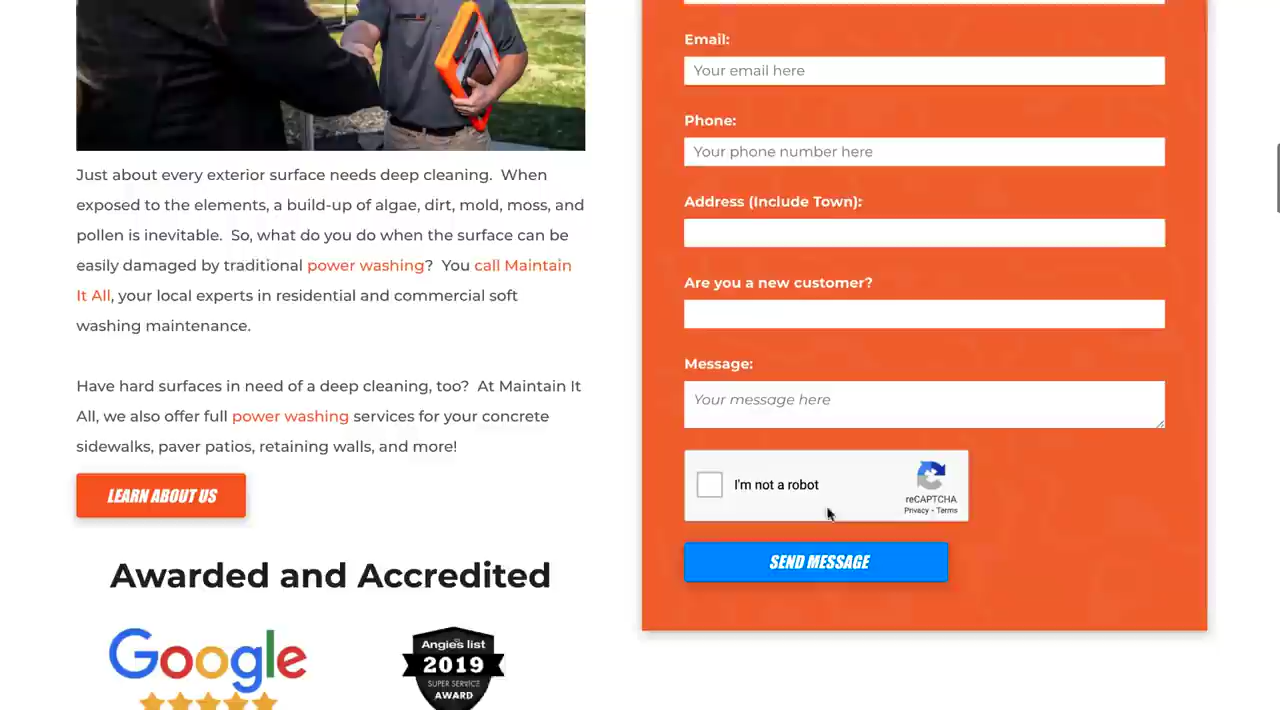 Just about every exterior surface needs deep cleaning.  When
exposed to the elements, a build-up of algae, dirt, mold, moss, and
pollen is inevitable.  So, what do you do when the surface can be
easily damaged by traditional power washing?  You call Maintain
It All, your local experts in residential and commercial soft
washing maintenance.
Have hard surfaces in need of a deep cleaning, too?  At Maintain It
All, we also offer full power washing services for your concrete
sidewalks, paver patios, retaining walls, and more!
LEARN ABOUT US
Awarded and Accredited
Google
Angie's list
2019
SUPER SERVICE
AWARD
Email:
Your email here
Phone:
Your phone number here
Address (Include Town):
Are you a new customer?
Message:
Your message here
I'm not a robot
reCAPTCHA
Privacy - Terms
SEND MESSAGE